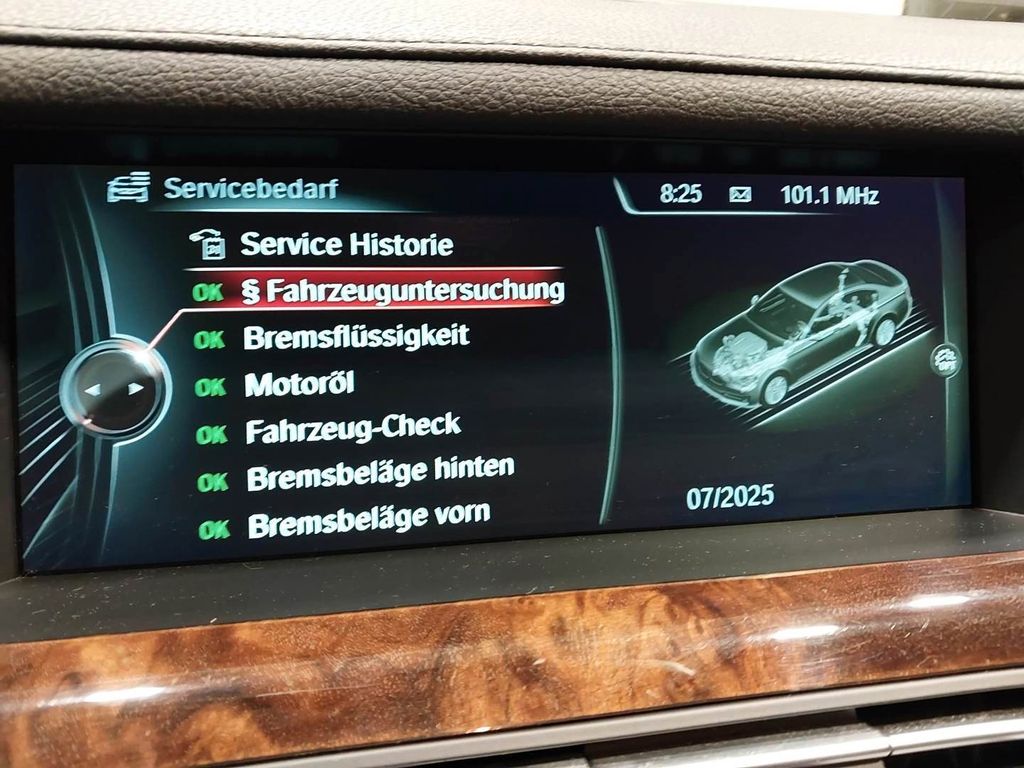 Servicebedarf
8:25 101.1 MHz
Service Historie
OK § Fahrzeuguntersuchung
OK Bremsflüssigkeit
OK Motoröl
OK Fahrzeug-Check
OK Bremsbeläge hinten
OK Bremsbeläge vorn
07/2025